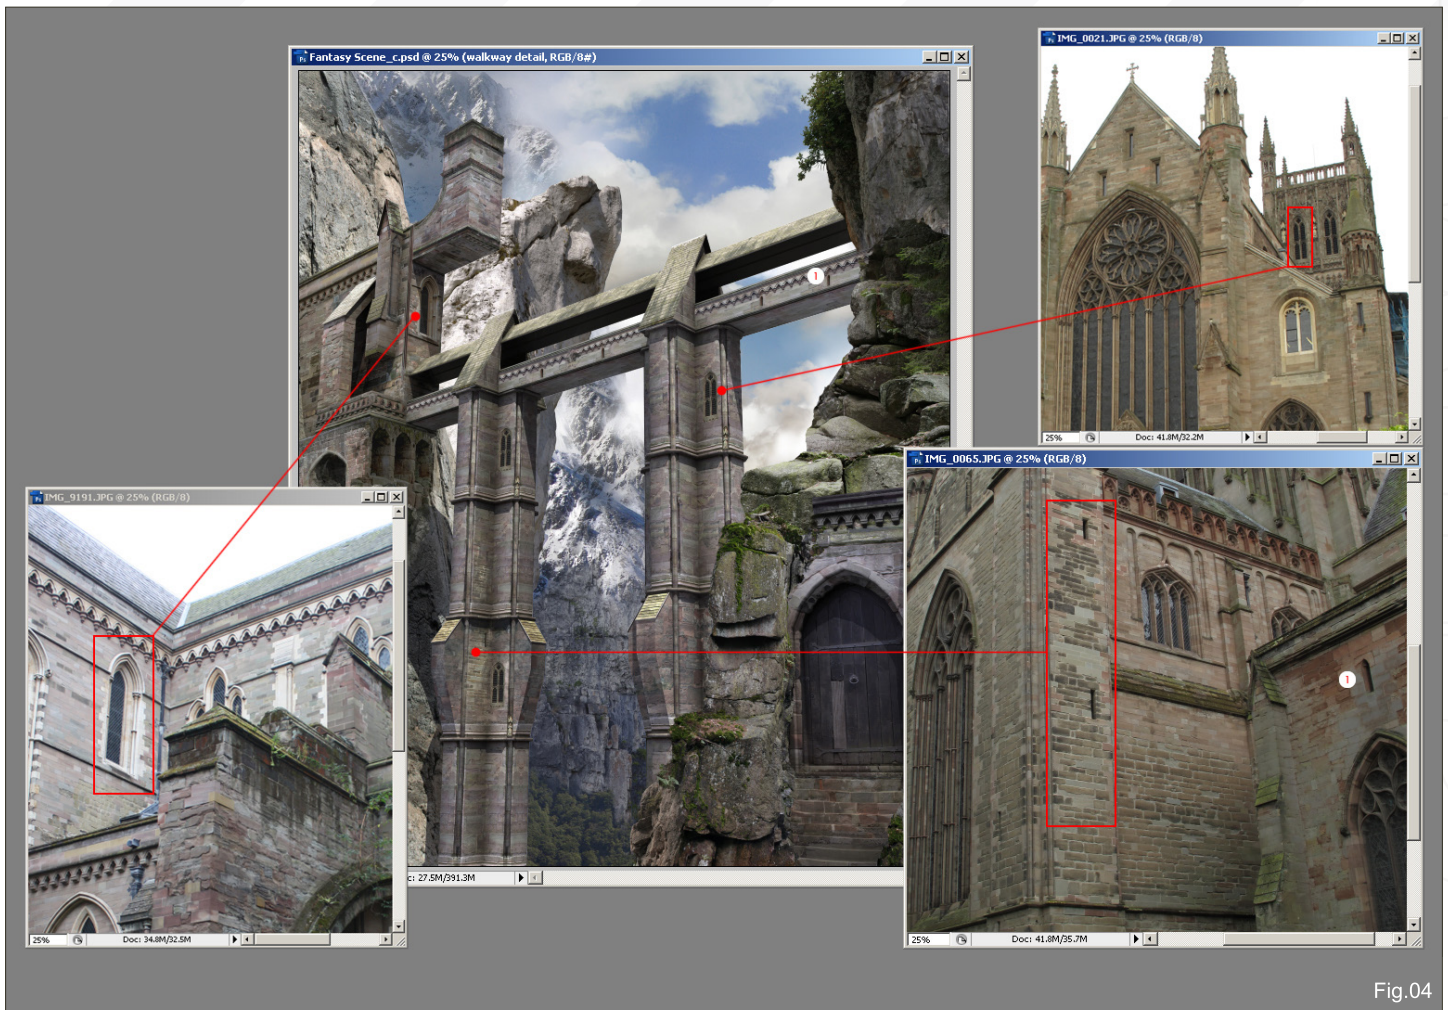 Fantasy Scene_c.psd @ 25% (walkway detail, RGB/8#)
1
27.5M/391.3M
IMG_0021.JPG @ 25% (RGB/8)
25%
Doc: 41.8M/32.2M
IMG_9191.JPG @ 25% (RGB/8)
25%
Doc: 34.8M/32.5M
IMG_0065.JPG @ 25% (RGB/8)
1
25%
Doc: 41.8M/35.7M
Fig.04